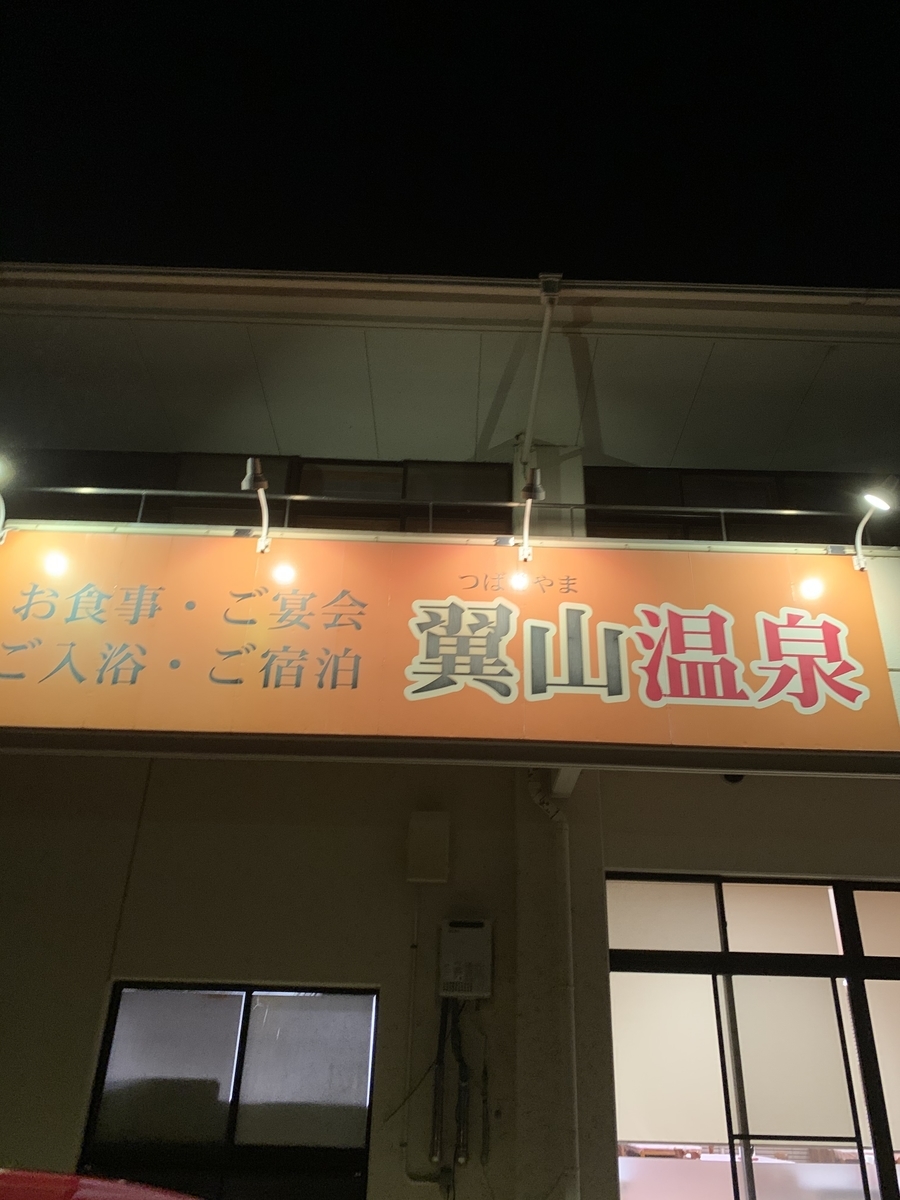 お食事・ご宴会
ご入浴・ご宿泊
つばさやま
翼山温泉